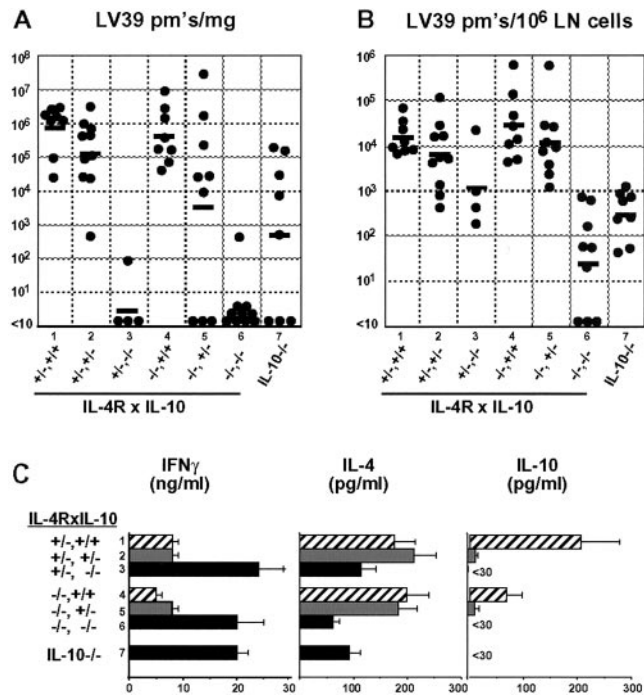 A
LV39 pm's/mg
10⁸
10⁷
10⁶
10⁵
10⁴
10³
10²
10¹
<10
1 2 3 4 5 6 7
+/-,+/+ +/-,+/- +/-,-/- -/-,+/+ -/-,+/- -/-,-/- IL-10-/-
IL-4R x IL-10
B
LV39 pm's/10⁶ LN cells
10⁶
10⁵
10⁴
10³
10²
10¹
<10
1 2 3 4 5 6 7
+/-,+/+ +/-,+/- +/-,-/- -/-,+/+ -/-,+/- -/-,-/- IL-10-/-
IL-4R x IL-10
C
IFNγ
(ng/ml)
IL-4
(pg/ml)
IL-10
(pg/ml)
IL-4RxIL-10
+/-,+/+ 1
+/-, +/- 2
+/-, -/- 3 <30
-/-,+/+ 4
-/-, +/- 5
-/-, -/- 6 <30
IL-10-/- 7 <30
0 10 20 30
0 100 200 300 400
0 100 200 300